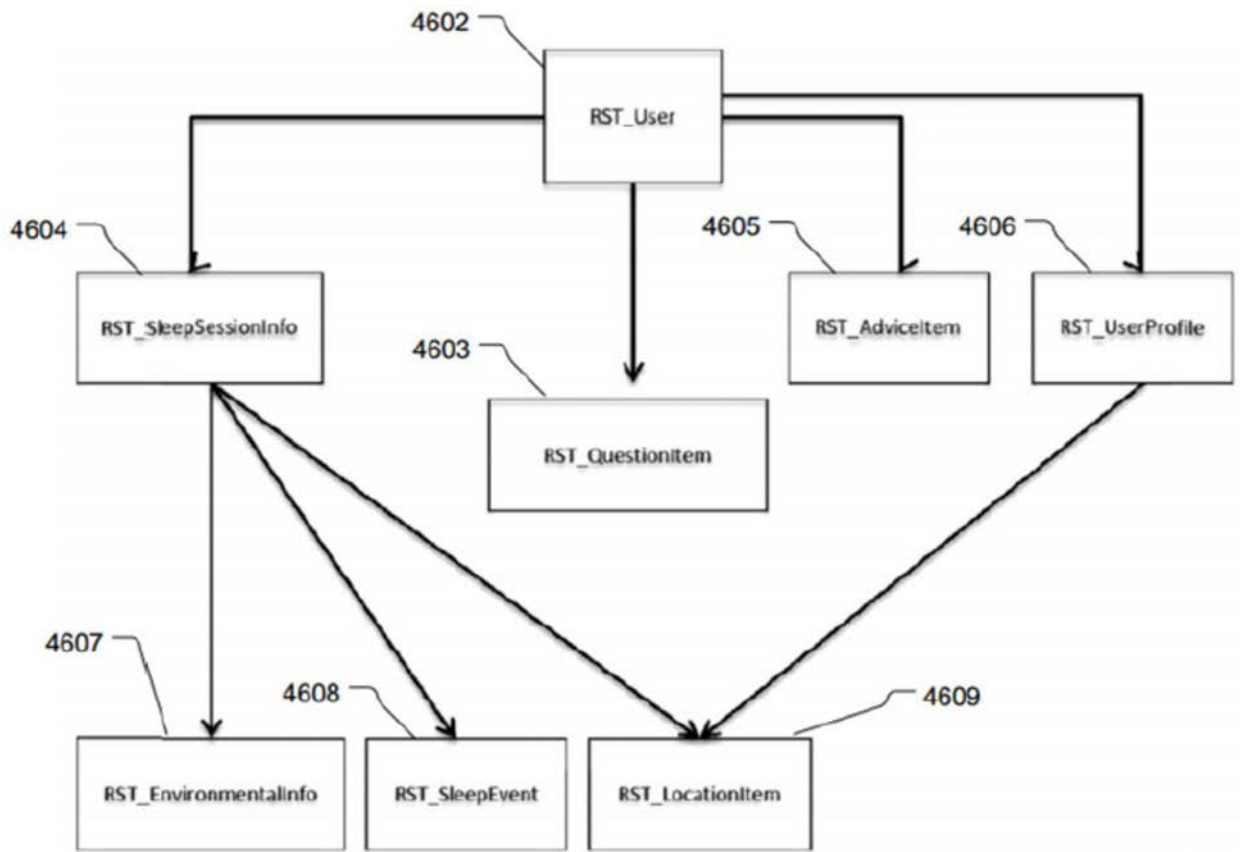 4602
RST_User
4604
4605
4606
RST_SleepSessionInfo
RST_AdviceItem
RST_UserProfile
4603
RST_QuestionItem
4607
4608
4609
RST_EnvironmentalInfo
RST_SleepEvent
RST_LocationItem